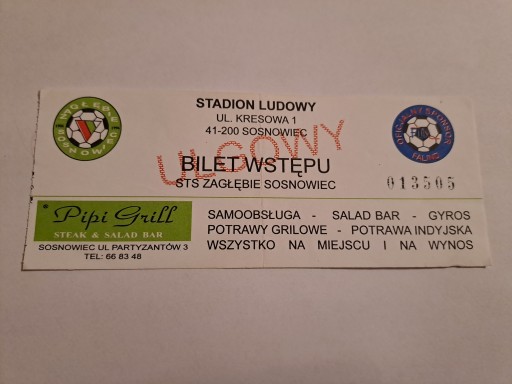 STADION LUDOWY
UL. KRESOWA 1
41-200 SOSNOWIEC
ULGOWY
BILET WSTĘPU
STS ZAGŁĘBIE SOSNOWIEC
OFICJALNY SPONSOR
013505
Pipi Grill
STEAK & SALAD BAR
SOSNOWIEC UL PARTYZANTÓW 3
TEL: 66 83 48
SAMOOBSŁUGA - SALAD BAR - GYROS
POTRAWY GRILOWE - POTRAWA INDYJSKA
WSZYSTKO NA MIEJSCU I NA WYNOS